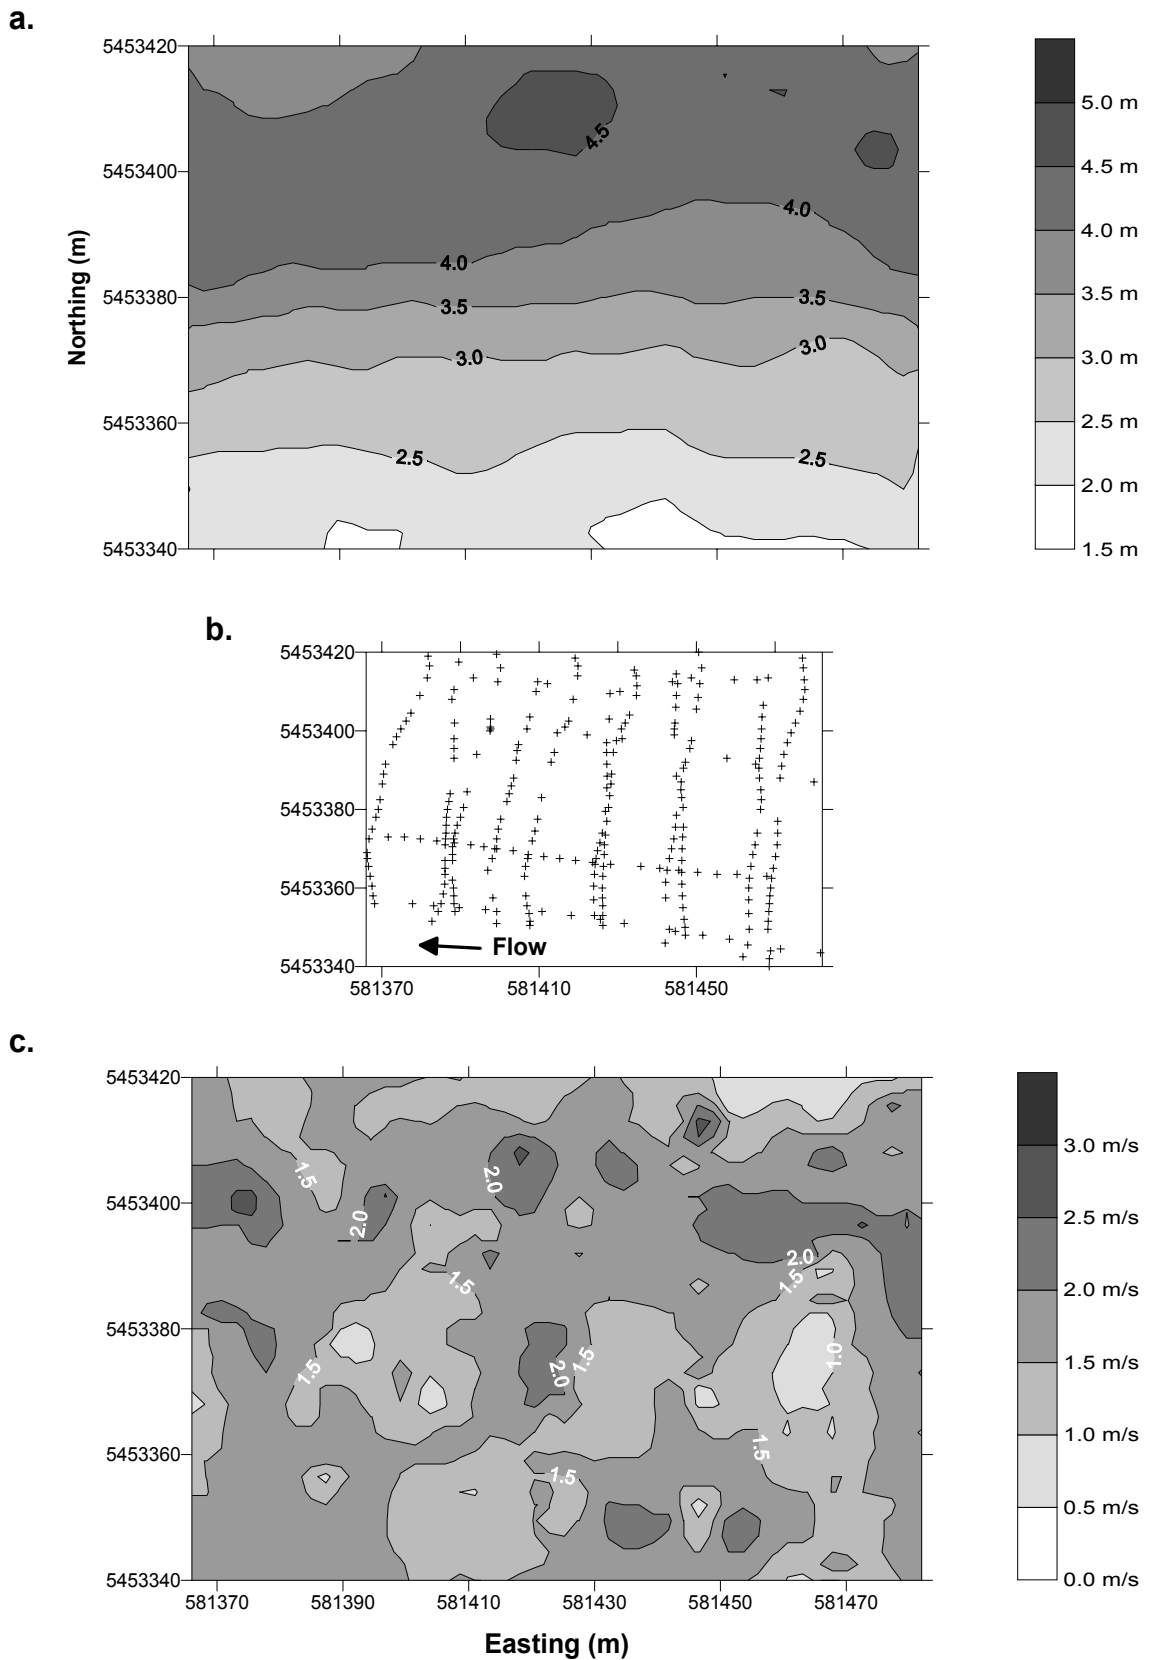 a.
5453420
5453400
5453380
5453360
5453340
Northing (m)
4.5
4.0
4.0
3.5
3.5
3.0
3.0
2.5
2.5
5.0 m
4.5 m
4.0 m
3.5 m
3.0 m
2.5 m
2.0 m
1.5 m
b.
5453420
5453400
5453380
5453360
5453340
Flow
581370 581410 581450
c.
5453420
5453400
5453380
5453360
5453340
1.5
2.0
2.0
2.0
1.5
1.5
1.5
2.0
1.5
1.0
1.5
1.5
3.0 m/s
2.5 m/s
2.0 m/s
1.5 m/s
1.0 m/s
0.5 m/s
0.0 m/s
581370 581390 581410 581430 581450 581470
Easting (m)